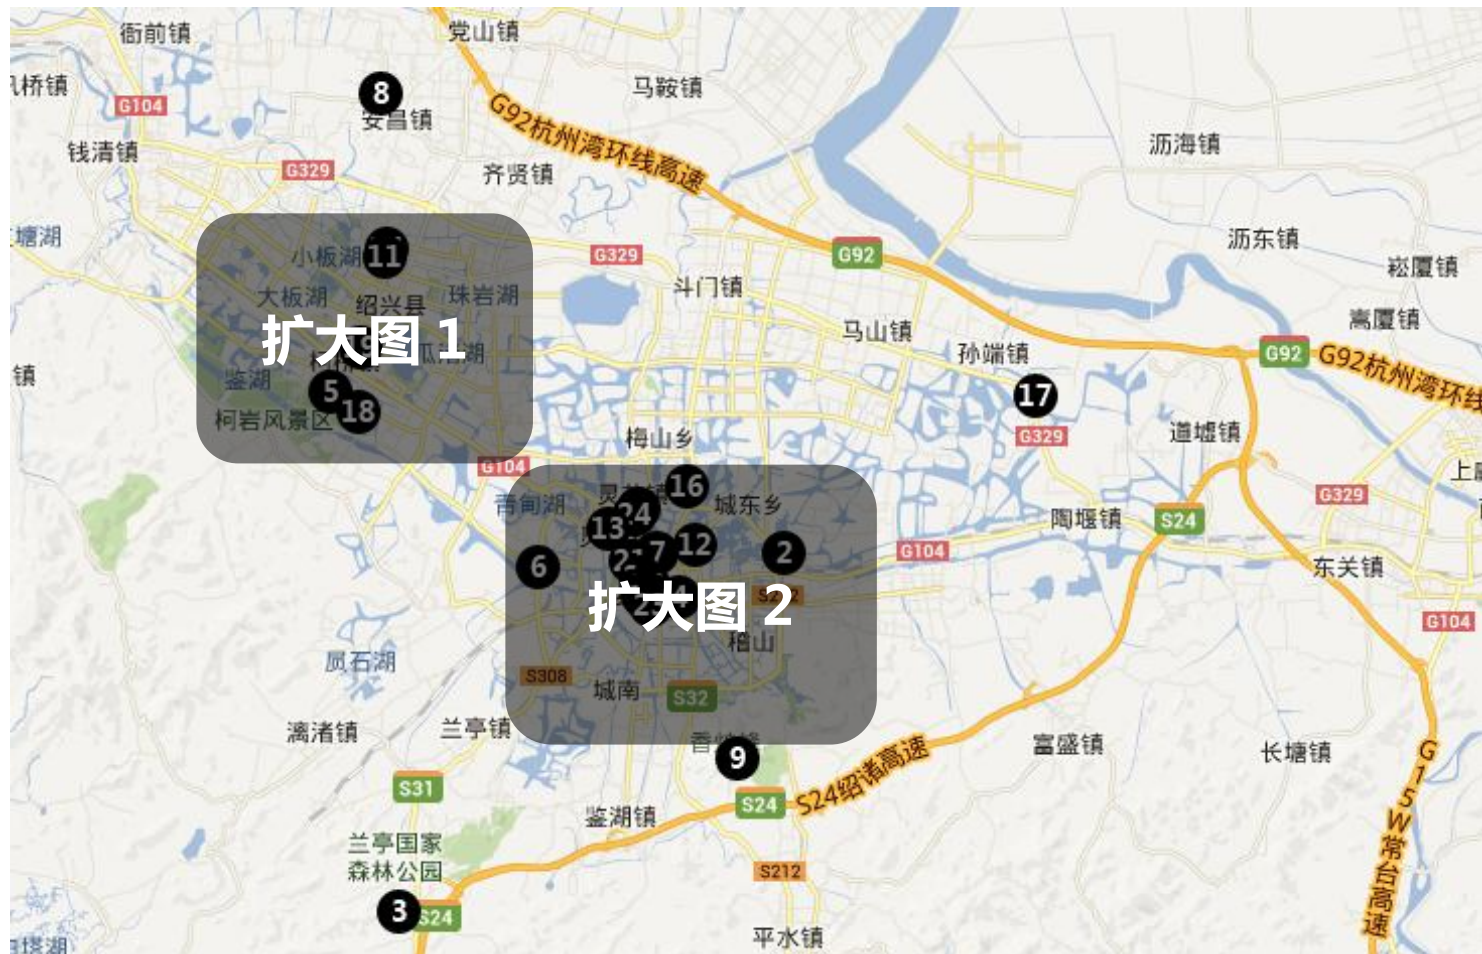 衙前镇
党山镇
马鞍镇
8
安昌镇
G104
G92杭州湾环线高速
钱清镇
沥海镇
G329
齐贤镇
塘湖
小板湖
11
G329
G92
沥东镇
崧厦镇
大板湖
绍兴县
珠岩湖
斗门镇
嵩厦镇
马山镇
扩大图 1
孙端镇
G92
G92杭州湾环线
镇
鉴湖
5
18
柯岩风景区
17
梅山乡
G329
道墟镇
G104
16
城东乡
24
13
G329
陶堰镇
S24
12
7
2
6
G104
东关镇
扩大图 2
G104
稽山
S308
城南
S32
漓渚镇
兰亭镇
9
富盛镇
长塘镇
S31
S24
S24绍诸高速
G15W常台高速
鉴湖镇
兰亭国家
森林公园
S212
3
S24
平水镇